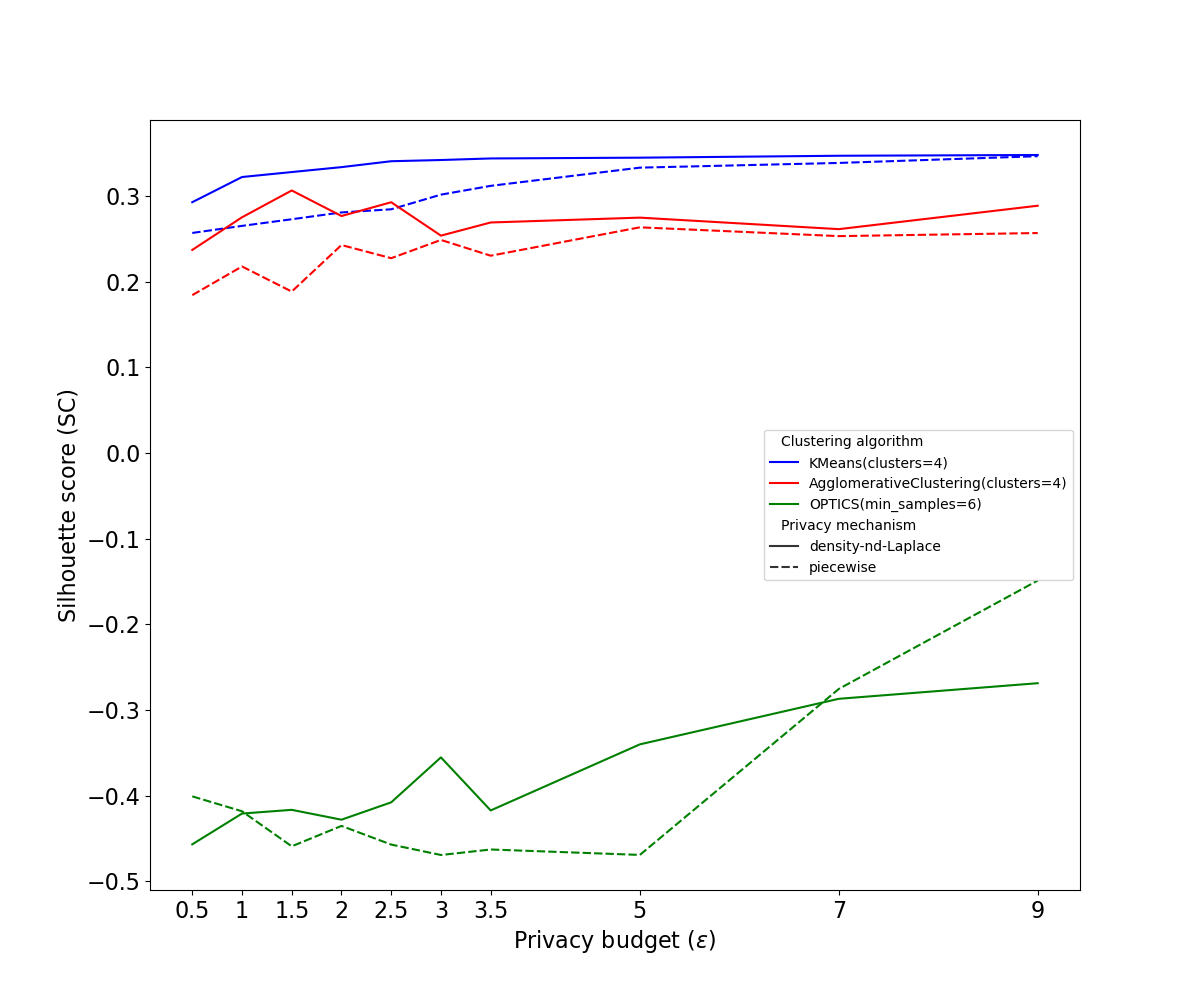 0.3
0.2
0.1
0.0
−0.1
−0.2
−0.3
−0.4
−0.5
Silhouette score (SC)
Clustering algorithm
KMeans(clusters=4)
AgglomerativeClustering(clusters=4)
OPTICS(min_samples=6)
Privacy mechanism
density-nd-Laplace
piecewise
0.5 1 1.5 2 2.5 3 3.5 5 7 9
Privacy budget (ε)